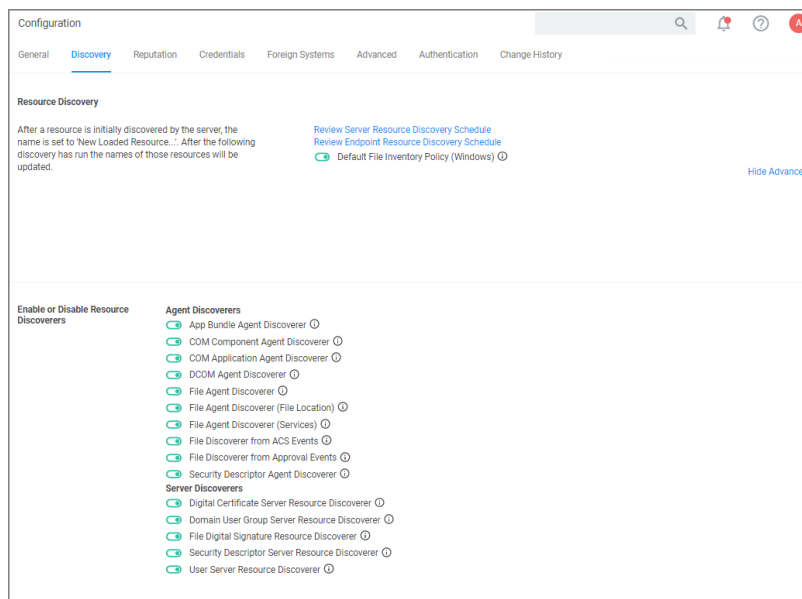 Configuration
A
General Discovery Reputation Credentials Foreign Systems Advanced Authentication Change History
Resource Discovery
After a resource is initially discovered by the server, the
name is set to 'New Loaded Resource...'. After the following
discovery has run the names of those resources will be
updated.
Review Server Resource Discovery Schedule
Review Endpoint Resource Discovery Schedule
Default File Inventory Policy (Windows)
Hide Advance
Enable or Disable Resource
Discoverers
Agent Discoverers
App Bundle Agent Discoverer
COM Component Agent Discoverer
COM Application Agent Discoverer
DCOM Agent Discoverer
File Agent Discoverer
File Agent Discoverer (File Location)
File Agent Discoverer (Services)
File Discoverer from ACS Events
File Discoverer from Approval Events
Security Descriptor Agent Discoverer
Server Discoverers
Digital Certificate Server Resource Discoverer
Domain User Group Server Resource Discoverer
File Digital Signature Resource Discoverer
Security Descriptor Server Resource Discoverer
User Server Resource Discoverer